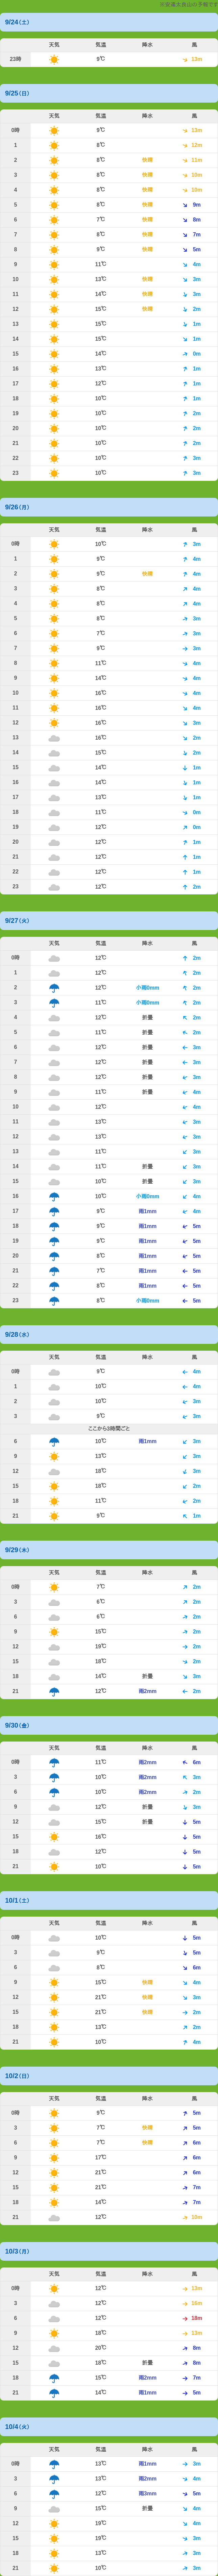 9/24(土)
天気 気温 降水 風
23時 9℃ 13m
9/25(日)
天気 気温 降水 風
0時 9℃ 13m
1 8℃ 12m
2 8℃ 快晴 11m
3 8℃ 快晴 10m
4 8℃ 快晴 10m
5 6℃ 快晴 9m
6 7℃ 快晴 8m
7 8℃ 快晴 7m
8 9℃ 快晴 5m
9 11℃ 4m
10 13℃ 快晴 3m
11 14℃ 快晴 3m
12 15℃ 快晴 2m
13 15℃ 1m
14 15℃ 1m
15 14℃ 0m
16 13℃ 1m
17 12℃ 1m
18 10℃ 1m
19 10℃ 2m
20 10℃ 2m
21 10℃ 2m
22 10℃ 3m
23 10℃ 3m
9/26(月)
天気 気温 降水 風
0時 10℃ 3m
1 9℃ 4m
2 9℃ 快晴 4m
3 8℃ 4m
4 8℃ 4m
5 8℃ 3m
6 7℃ 3m
7 9℃ 3m
8 11℃ 4m
9 14℃ 4m
10 16℃ 4m
11 16℃ 4m
12 16℃ 3m
13 16℃ 2m
14 15℃ 2m
15 14℃ 1m
16 14℃ 1m
17 13℃ 1m
18 11℃ 0m
19 12℃ 0m
20 12℃ 1m
21 12℃ 1m
22 12℃ 1m
23 12℃ 2m
9/27(火)
天気 気温 降水 風
0時 12℃ 2m
1 12℃ 2m
2 12℃ 小雨0mm 2m
3 11℃ 小雨0mm 2m
4 12℃ 折曇 2m
5 11℃ 折曇 2m
6 12℃ 折曇 3m
7 12℃ 折曇 3m
8 12℃ 折曇 3m
9 11℃ 折曇 4m
10 12℃ 4m
11 13℃ 3m
12 13℃ 3m
13 11℃ 3m
14 11℃ 折曇 3m
15 10℃ 折曇 3m
16 10℃ 小雨0mm 4m
17 9℃ 雨1mm 4m
18 9℃ 雨1mm 5m
19 9℃ 雨1mm 5m
20 8℃ 雨1mm 5m
21 7℃ 雨1mm 5m
22 8℃ 雨1mm 5m
23 8℃ 小雨0mm 5m
9/28(水)
天気 気温 降水 風
0時 9℃ 4m
1 10℃ 4m
2 10℃ 3m
3 9℃ 3m
ここから3時間ごと
6 10℃ 雨1mm 3m
9 13℃ 3m
12 18℃ 3m
15 18℃ 2m
18 11℃ 2m
21 9℃ 1m
9/29(木)
天気 気温 降水 風
0時 7℃ 2m
3 6℃ 2m
6 6℃ 2m
9 15℃ 2m
12 19℃ 2m
15 18℃ 2m
18 14℃ 折曇 3m
21 12℃ 雨2mm 2m
9/30(金)
天気 気温 降水 風
0時 11℃ 雨2mm 6m
3 10℃ 雨2mm 3m
6 10℃ 雨2mm 2m
9 12℃ 折曇 3m
12 15℃ 折曇 5m
15 16℃ 5m
18 12℃ 5m
21 10℃ 5m
10/1(土)
天気 気温 降水 風
0時 10℃ 5m
3 9℃ 5m
6 8℃ 6m
9 15℃ 快晴 4m
12 21℃ 快晴 3m
15 21℃ 快晴 2m
18 13℃ 2m
21 10℃ 4m
10/2(日)
天気 気温 降水 風
0時 9℃ 5m
3 7℃ 快晴 5m
6 7℃ 快晴 6m
9 17℃ 6m
12 21℃ 6m
15 21℃ 7m
18 14℃ 7m
21 12℃ 10m
10/3(月)
天気 気温 降水 風
0時 12℃ 13m
3 12℃ 10m
6 12℃ 18m
9 18℃ 13m
12 20℃ 8m
15 18℃ 折曇 8m
18 15℃ 雨2mm 7m
21 14℃ 雨1mm 5m
10/4(火)
天気 気温 降水 風
0時 13℃ 雨1mm 3m
3 13℃ 雨2mm 4m
6 12℃ 雨3mm 5m
9 15℃ 折曇 4m
12 19℃ 4m
15 19℃ 3m
18 13℃ 3m
21 10℃ 3m